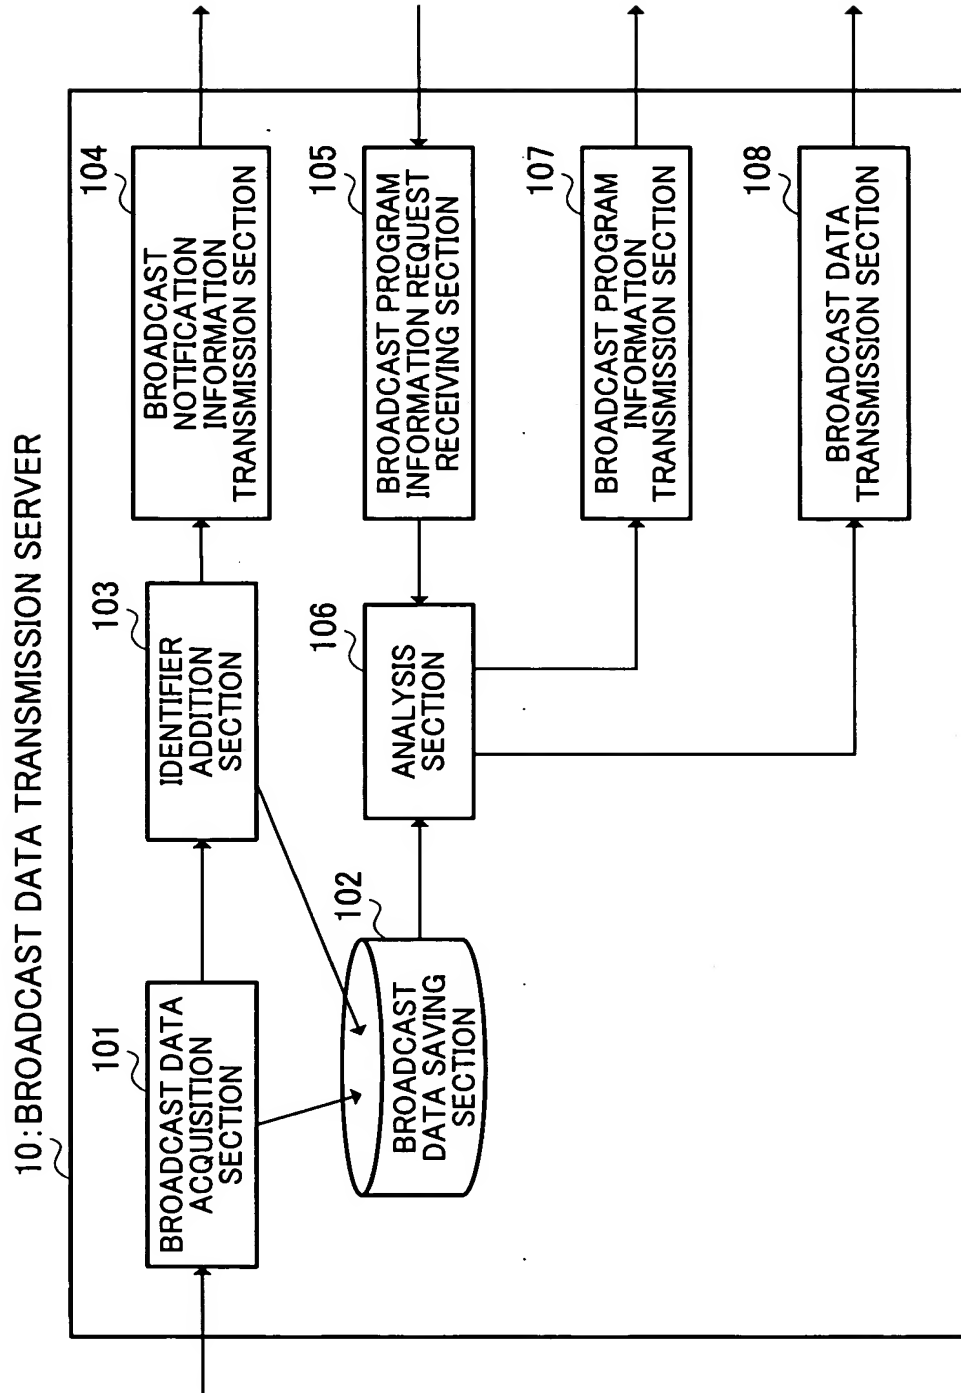 10:BROADCAST DATA TRANSMISSION SERVER
101
BROADCAST DATA
ACQUISITION
SECTION
103
IDENTIFIER
ADDITION
SECTION
104
BROADCAST
NOTIFICATION
INFORMATION
TRANSMISSION SECTION
102
BROADCAST
DATA SAVING
SECTION
106
ANALYSIS
SECTION
105
BROADCAST PROGRAM
INFORMATION REQUEST
RECEIVING SECTION
107
BROADCAST PROGRAM
INFORMATION
TRANSMISSION SECTION
108
BROADCAST DATA
TRANSMISSION SECTION